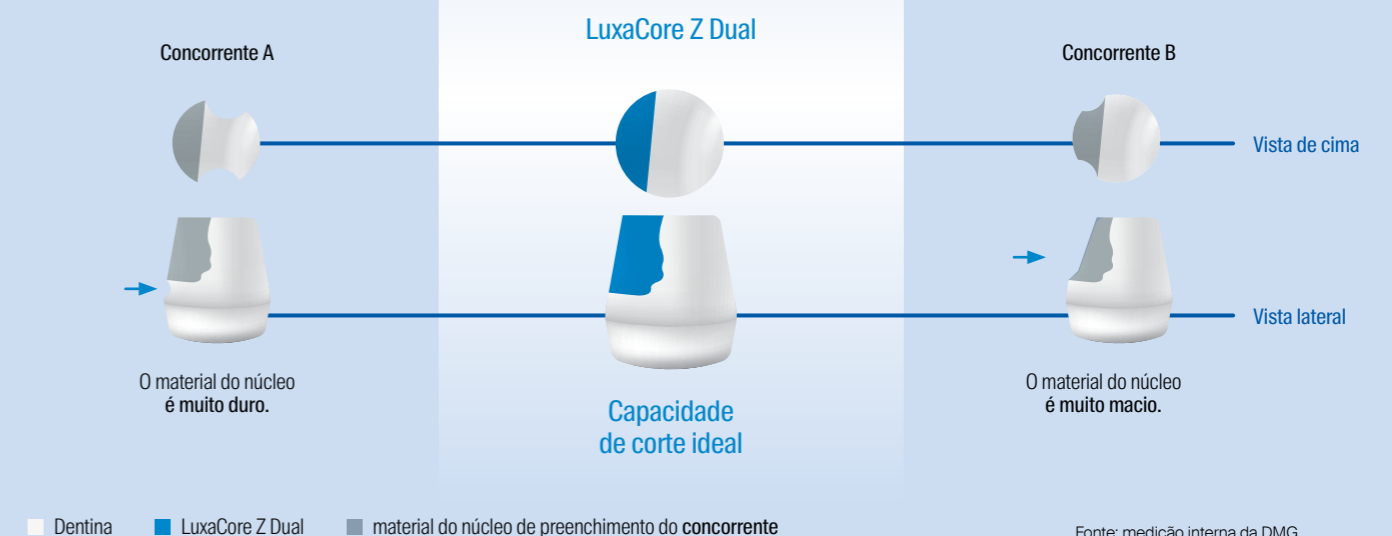 LuxaCore Z Dual
Concorrente A
Concorrente B
Vista de cima
Vista lateral
O material do núcleo
é muito duro.
O material do núcleo
é muito macio.
Capacidade
de corte ideal
Dentina
LuxaCore Z Dual
material do núcleo de preenchimento do concorrente
Fonte: medição interna da DMG